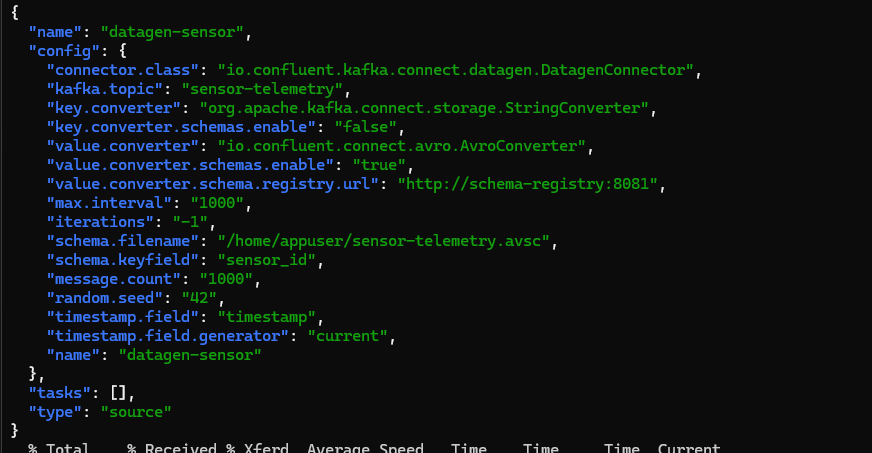 {
  "name": "datagen-sensor",
  "config": {
    "connector.class": "io.confluent.kafka.connect.datagen.DatagenConnector",
    "kafka.topic": "sensor-telemetry",
    "key.converter": "org.apache.kafka.connect.storage.StringConverter",
    "key.converter.schemas.enable": "false",
    "value.converter": "io.confluent.connect.avro.AvroConverter",
    "value.converter.schemas.enable": "true",
    "value.converter.schema.registry.url": "http://schema-registry:8081",
    "max.interval": "1000",
    "iterations": "-1",
    "schema.filename": "/home/appuser/sensor-telemetry.avsc",
    "schema.keyfield": "sensor_id",
    "message.count": "1000",
    "random.seed": "42",
    "timestamp.field": "timestamp",
    "timestamp.field.generator": "current",
    "name": "datagen-sensor"
  },
  "tasks": [],
  "type": "source"
}
  % Total    % Received % Xferd  Average Speed   Time    Time     Time  Current